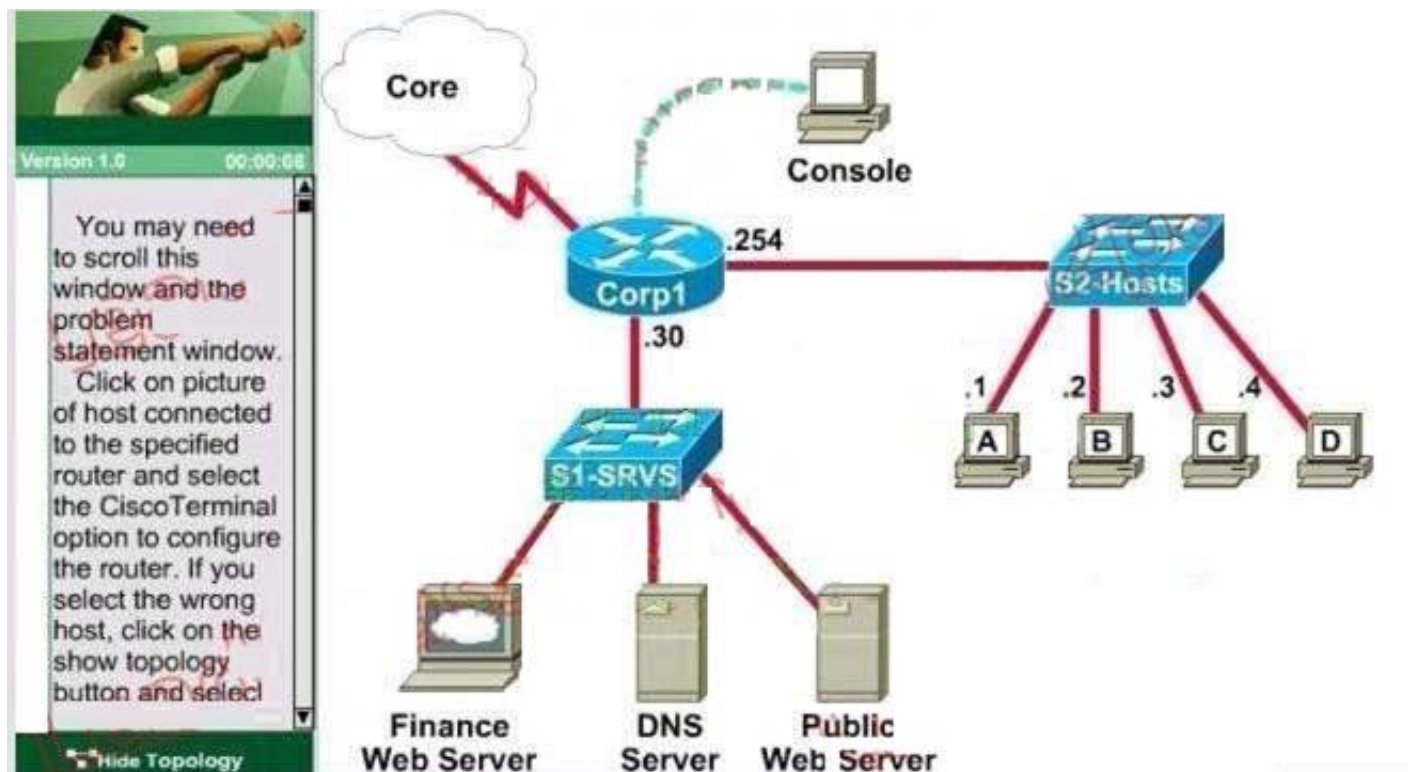 Version 1.0 00:00:06
You may need
to scroll this
window and the
problem
statement window.
Click on picture
of host connected
to the specified
router and select
the CiscoTerminal
option to configure
the router. If you
select the wrong
host, click on the
show topology
button and select
Hide Topology
Core
Console
.254
Corp1
S2-Hosts
.30
.1 .2 .3 .4
A B C D
S1-SRVS
Finance
Web Server
DNS
Server
Public
Web Server